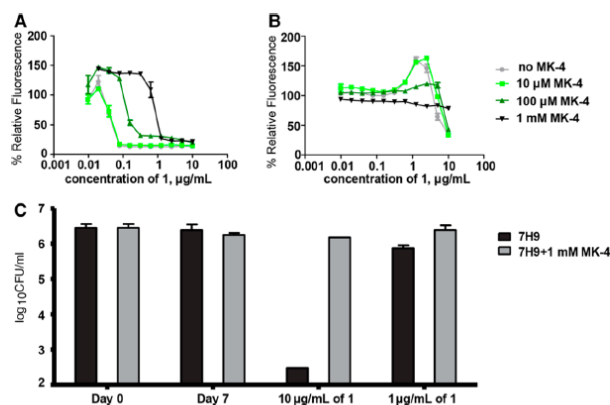 A
% Relative Fluorescence
200
150
100
50
0
0.001 0.01 0.1 1 10 100
concentration of 1, µg/mL
B
% Relative Fluorescence
200
150
100
50
0
0.001 0.01 0.1 1 10 100
concentration of 1, µg/mL
no MK-4
10 µM MK-4
100 µM MK-4
1 mM MK-4
C
log10CFU/ml
7
6
5
4
3
2
Day 0 Day 7 10 µg/mL of 1 1µg/mL of 1
7H9
7H9+1 mM MK-4